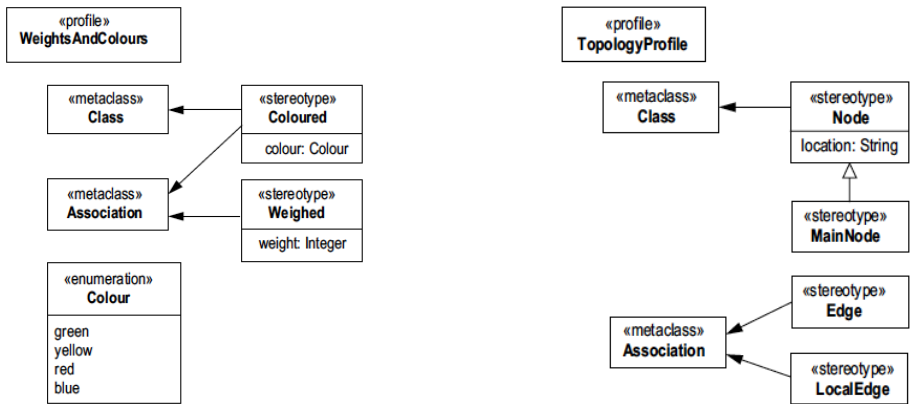 «profile»
WeightsAndColours
«metaclass»
Class
«stereotype»
Coloured
colour: Colour
«metaclass»
Association
«stereotype»
Weighed
weight: Integer
«enumeration»
Colour
green
yellow
red
blue
«profile»
TopologyProfile
«metaclass»
Class
«stereotype»
Node
location: String
«stereotype»
MainNode
«stereotype»
Edge
«metaclass»
Association
«stereotype»
LocalEdge